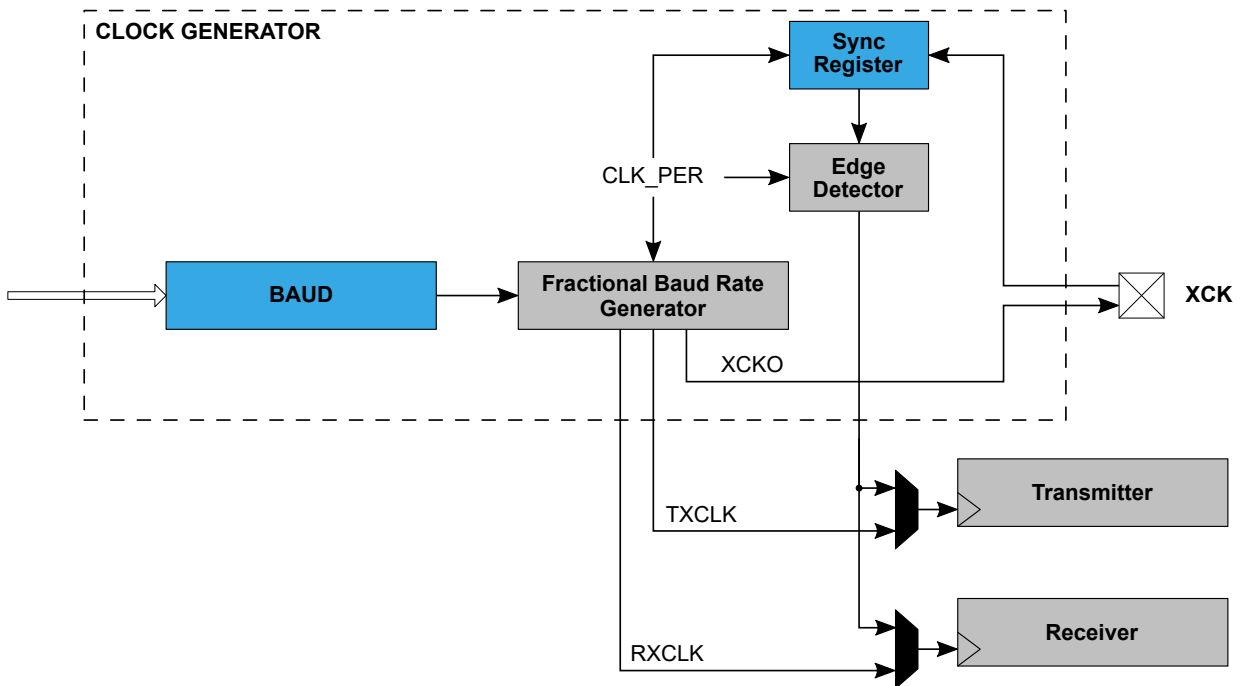 CLOCK GENERATOR
Sync
Register
CLK_PER
Edge
Detector
BAUD
Fractional Baud Rate
Generator
XCK
XCKO
Transmitter
TXCLK
Receiver
RXCLK